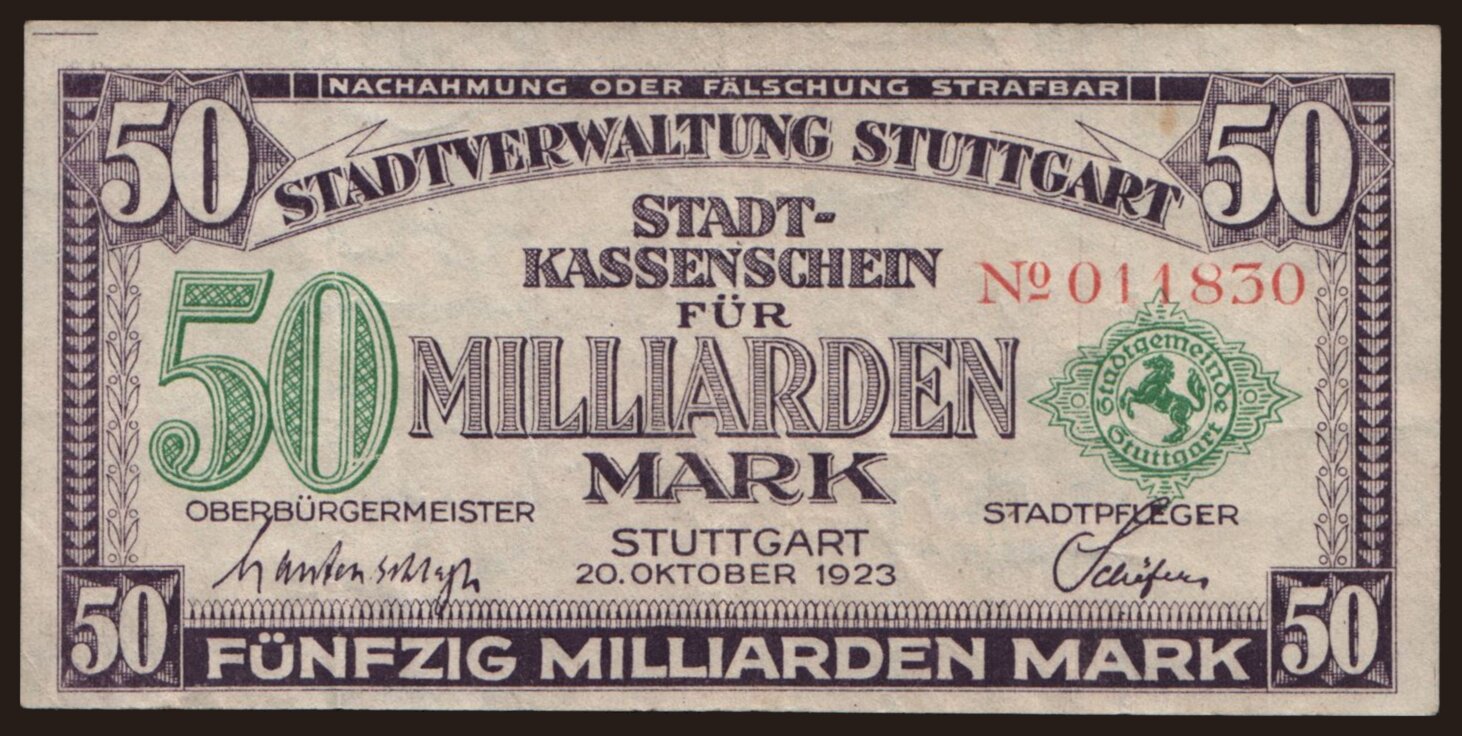 NACHAHMUNG ODER FÄLSCHUNG STRAFBAR
50
50
STADTVERWALTUNG STUTTGART
STADT-
KASSENSCHEIN
Nº 011830
FÜR
50 MILLIARDEN
MARK
Stadtgemeinde
Stuttgart
OBERBÜRGERMEISTER
STADTPFLEGER
STUTTGART
20. OKTOBER 1923
Lautenschlager
50
FÜNFZIG MILLIARDEN MARK
50